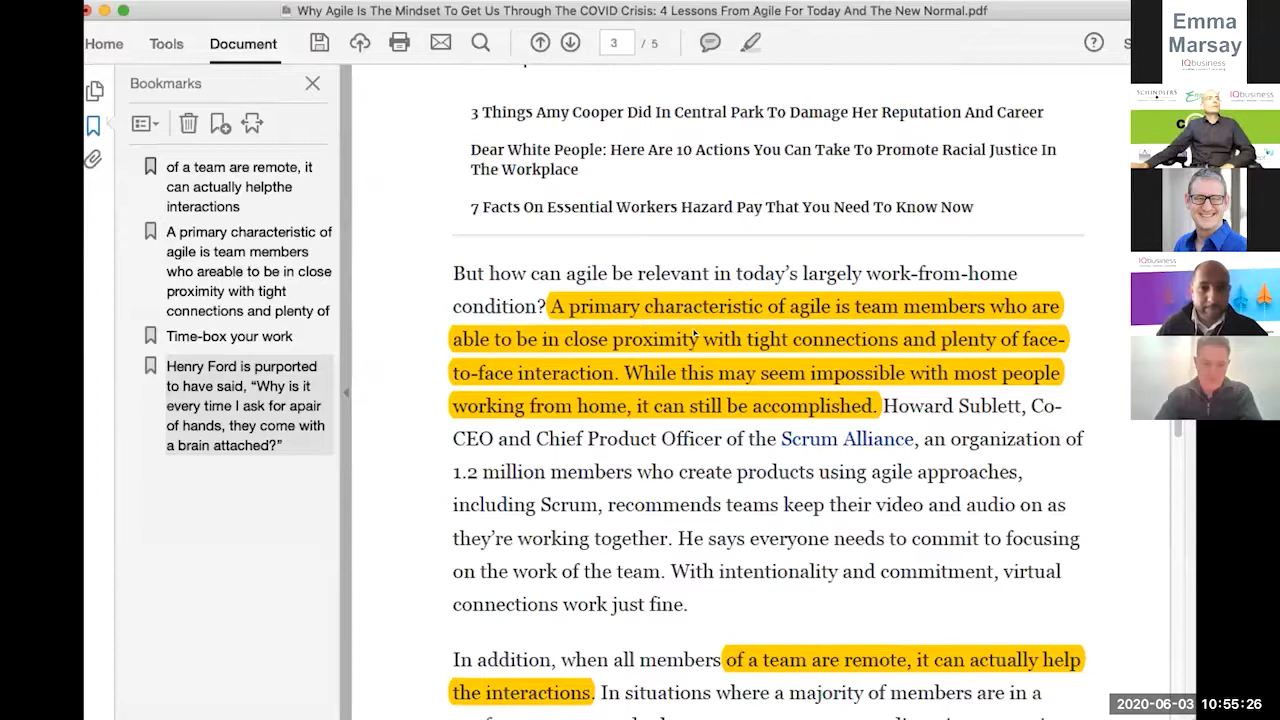 Why Agile Is The Mindset To Get Us Through The COVID Crisis: 4 Lessons From Agile For Today And The New Normal.pdf
Home
Tools
Document
3 / 5
Bookmarks
of a team are remote, it
can actually helpthe
interactions
A primary characteristic of
agile is team members
who areable to be in close
proximity with tight
connections and plenty of
Time-box your work
Henry Ford is purported
to have said, “Why is it
every time I ask for apair
of hands, they come with
a brain attached?”
3 Things Amy Cooper Did In Central Park To Damage Her Reputation And Career
Dear White People: Here Are 10 Actions You Can Take To Promote Racial Justice In
The Workplace
7 Facts On Essential Workers Hazard Pay That You Need To Know Now
But how can agile be relevant in today’s largely work-from-home
condition? A primary characteristic of agile is team members who are
able to be in close proximity with tight connections and plenty of face-
to-face interaction. While this may seem impossible with most people
working from home, it can still be accomplished. Howard Sublett, Co-
CEO and Chief Product Officer of the Scrum Alliance, an organization of
1.2 million members who create products using agile approaches,
including Scrum, recommends teams keep their video and audio on as
they’re working together. He says everyone needs to commit to focusing
on the work of the team. With intentionality and commitment, virtual
connections work just fine.
In addition, when all members of a team are remote, it can actually help
the interactions. In situations where a majority of members are in a
Emma
Marsay
IQbusiness
SCHINDLERS
IQbusiness
IQbusiness
2020-06-03 10:55:26